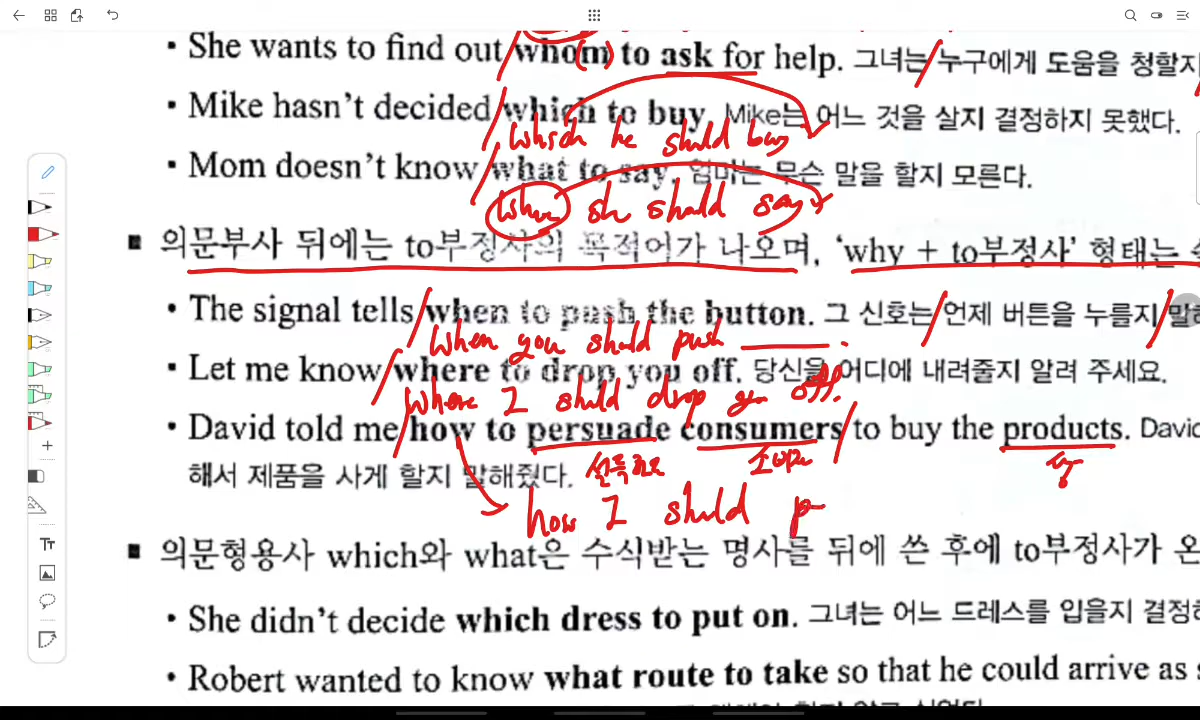 • She wants to find out whom to ask for help. 그녀는 누구에게 도움을 청할지
• Mike hasn't decided which to buy. Mike는 어느 것을 살지 결정하지 못했다.
which he should buy
• Mom doesn't know what to say. 엄마는 무슨 말을 할지 모른다.
should say
■ 의문부사 뒤에는 to부정사의 목적어가 나오며, 'why + to부정사' 형태는
• The signal tells when to push the button. 그 신호는 언제 버튼을 누를지 말해
when you should push
• Let me know where to drop you off. 당신을 어디에 내려줄지 알려 주세요.
where I should drop you off.
• David told me how to persuade consumers to buy the products. David
해서 제품을 사게 할지 말해줬다.
how I should p
■ 의문형용사 which와 what은 수식받는 명사를 뒤에 쓴 후에 to부정사가 온
• She didn't decide which dress to put on. 그녀는 어느 드레스를 입을지 결정하
• Robert wanted to know what route to take so that he could arrive as s
Tт